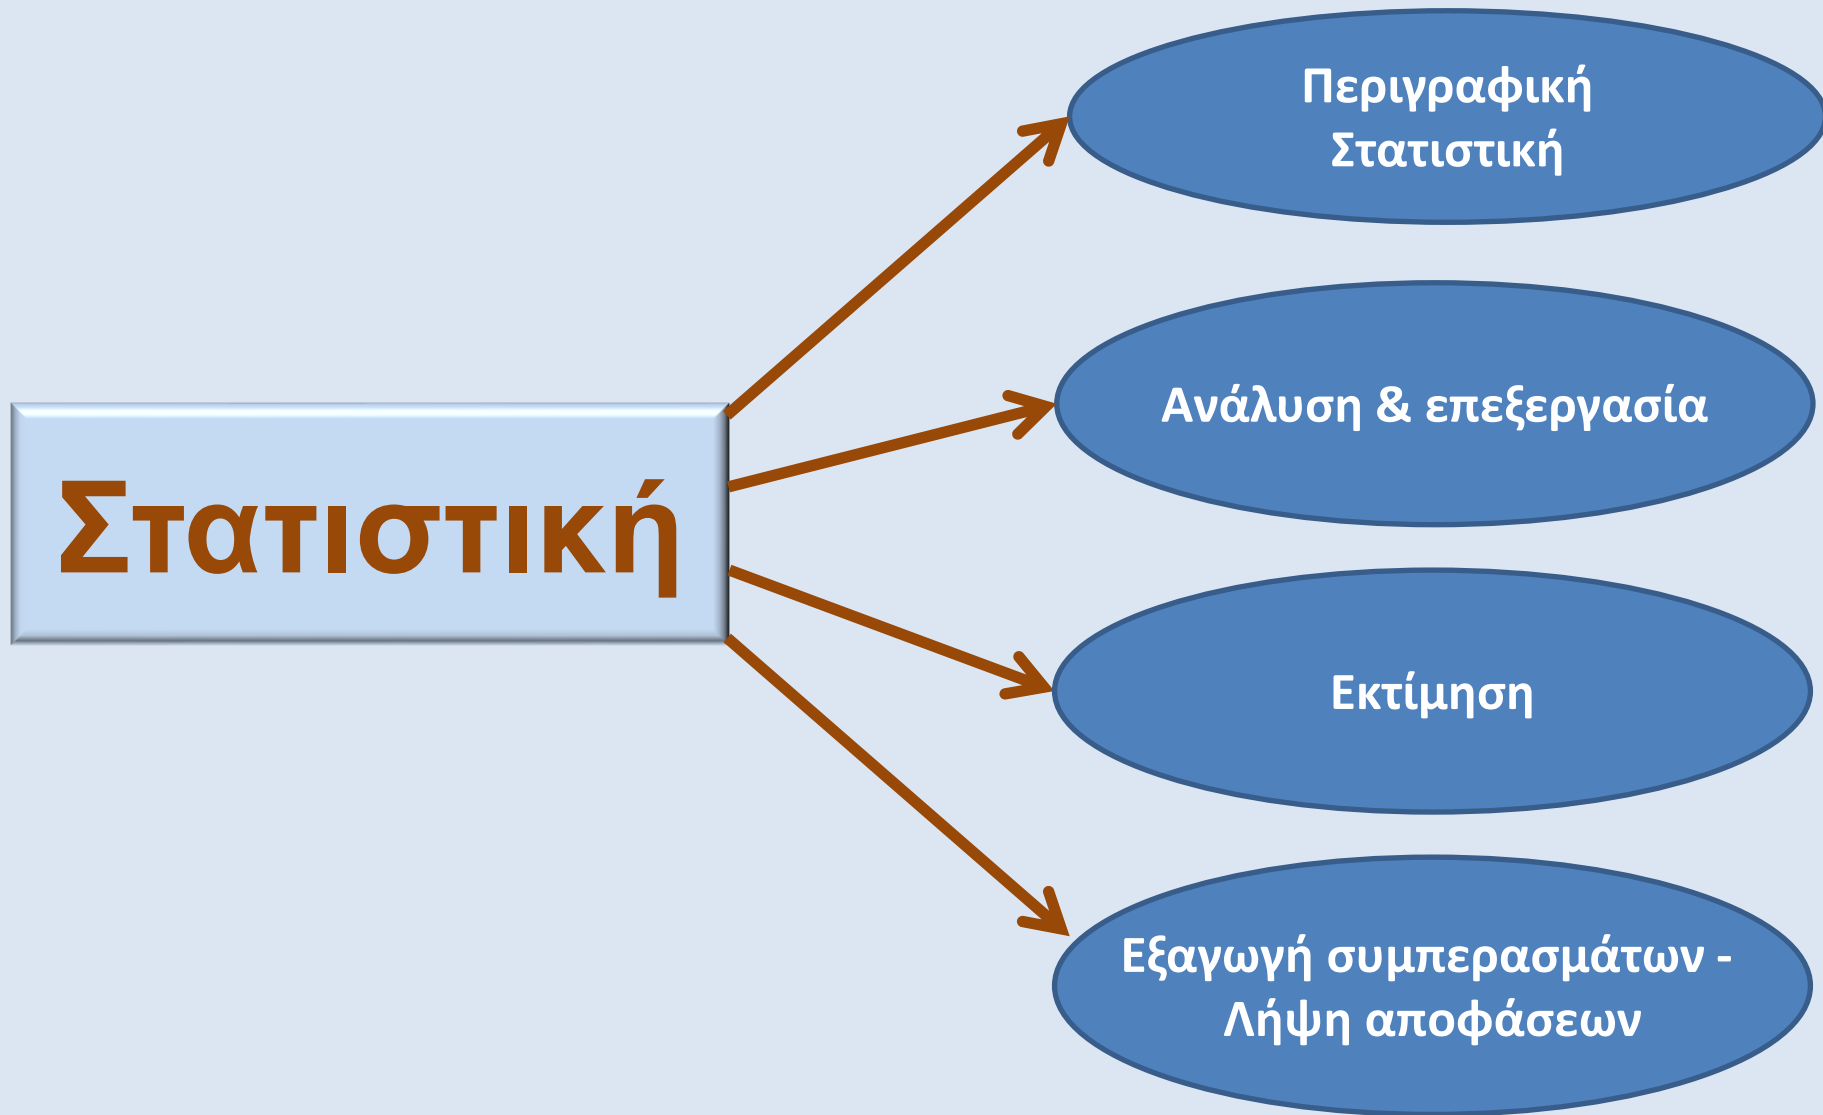 Στατιστική
Περιγραφική
Στατιστική
Ανάλυση & επεξεργασία
Εκτίμηση
Εξαγωγή συμπερασμάτων -
Λήψη αποφάσεων